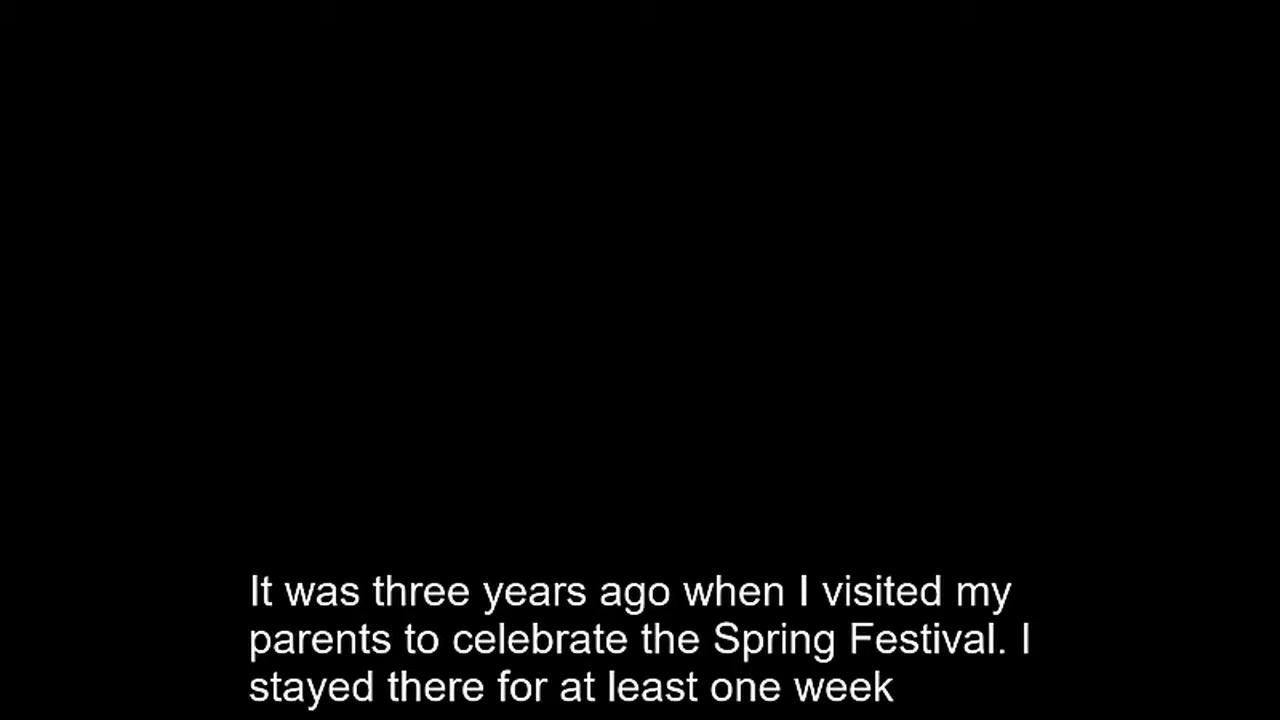 It was three years ago when I visited my
parents to celebrate the Spring Festival. I
stayed there for at least one week